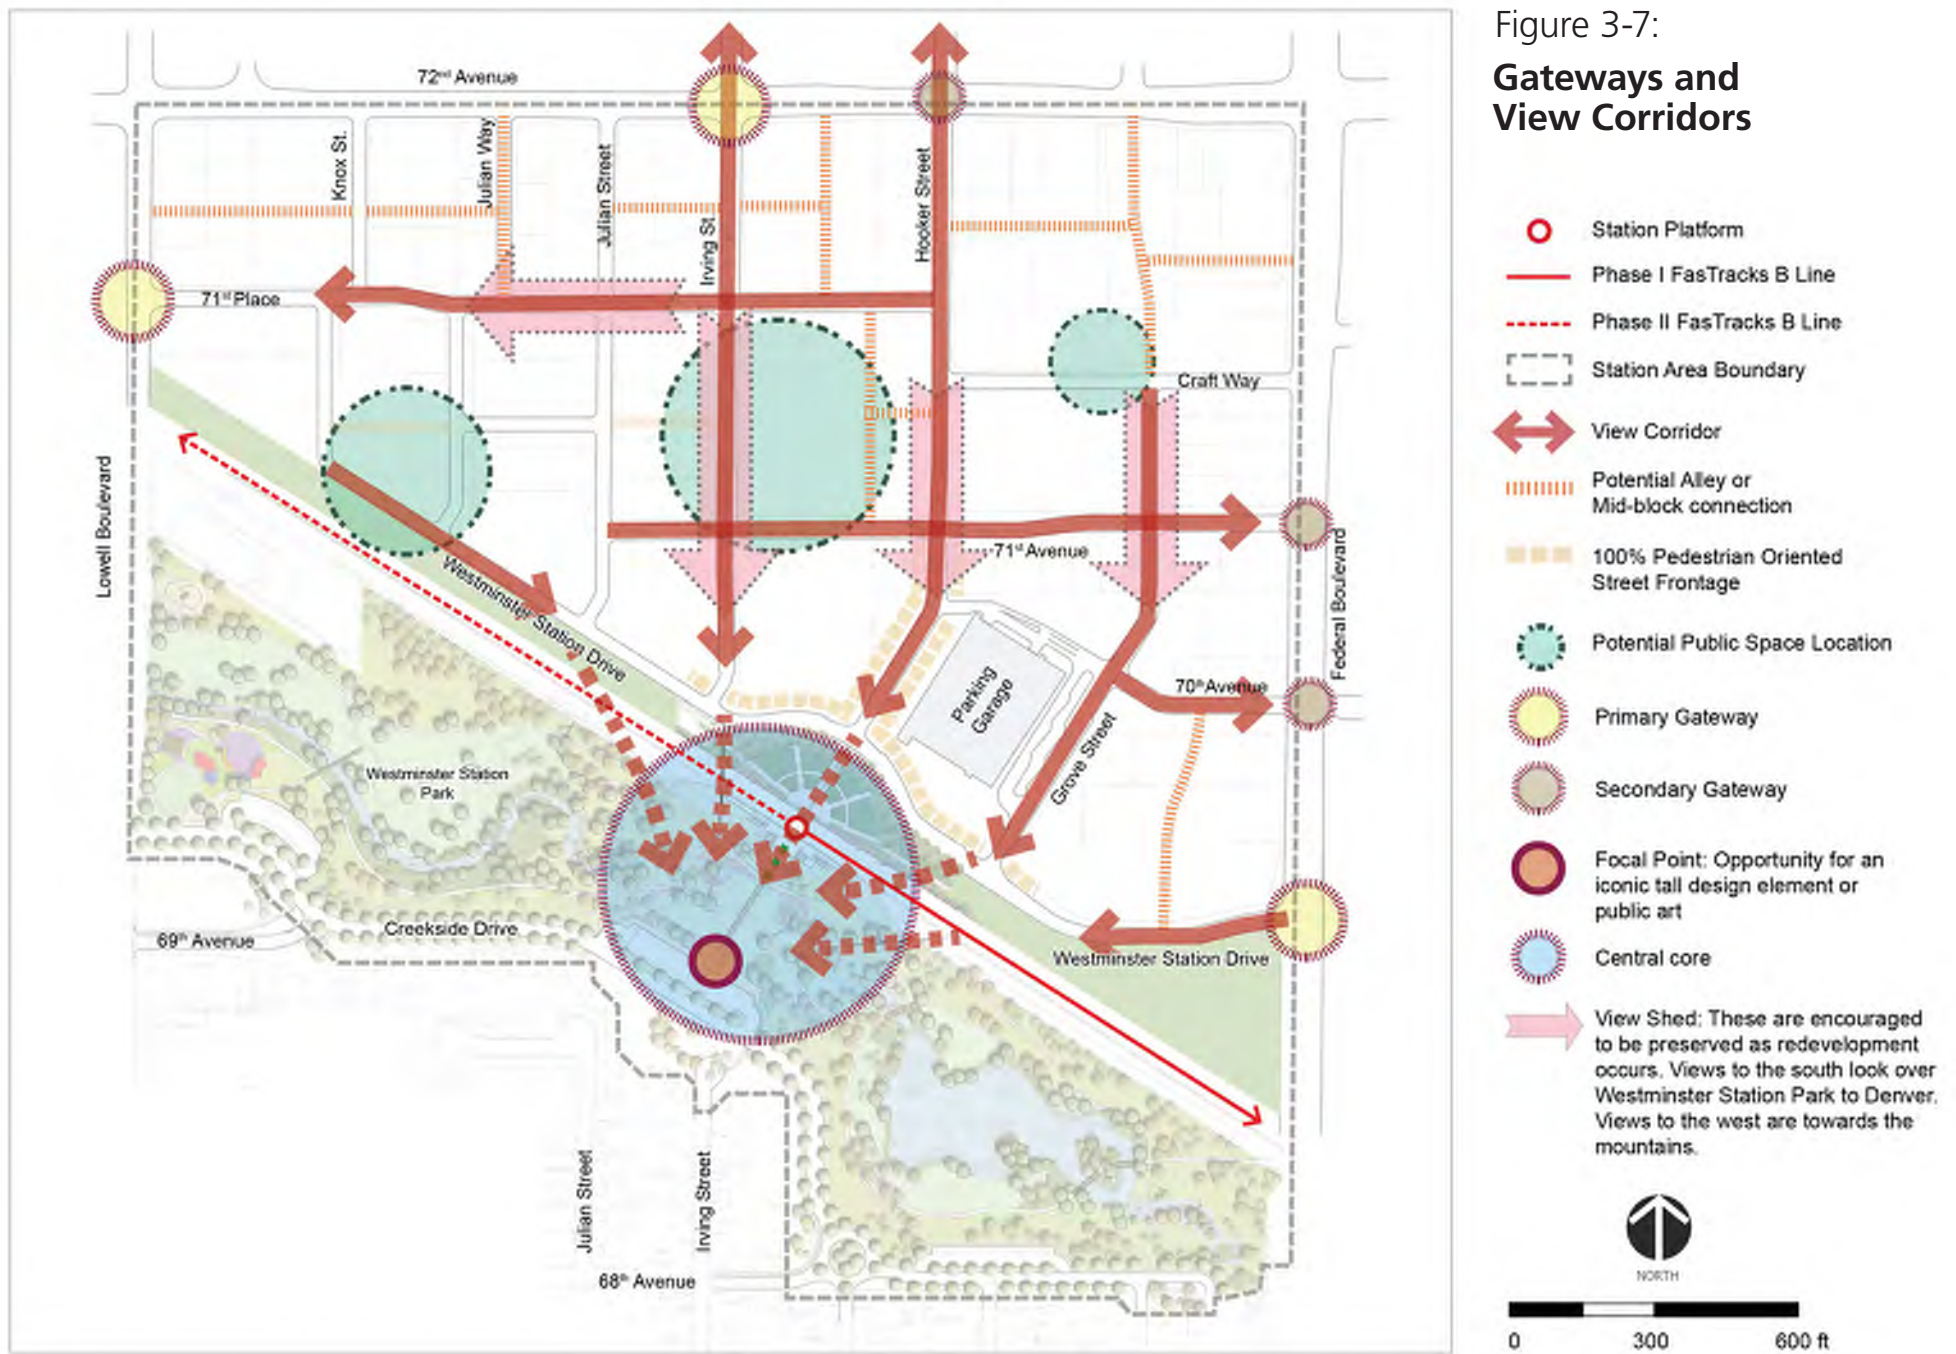 Figure 3-7:
Gateways and
View Corridors
72nd Avenue
Knox St.
Julian Way
Julian Street
Irving St.
Hooker Street
71st Place
Craft Way
Lowell Boulevard
71st Avenue
Federal Boulevard
Westminster Station Drive
Parking
Garage
70th Avenue
Grove Street
Westminster Station
Park
69th Avenue
Creekside Drive
Westminster Station Drive
Julian Street
Irving Street
68th Avenue
Station Platform
Phase I FasTracks B Line
Phase II FasTracks B Line
Station Area Boundary
View Corridor
Potential Alley or
Mid-block connection
100% Pedestrian Oriented
Street Frontage
Potential Public Space Location
Primary Gateway
Secondary Gateway
Focal Point: Opportunity for an
iconic tall design element or
public art
Central core
View Shed: These are encouraged
to be preserved as redevelopment
occurs. Views to the south look over
Westminster Station Park to Denver.
Views to the west are towards the
mountains.
NORTH
0 300 600 ft